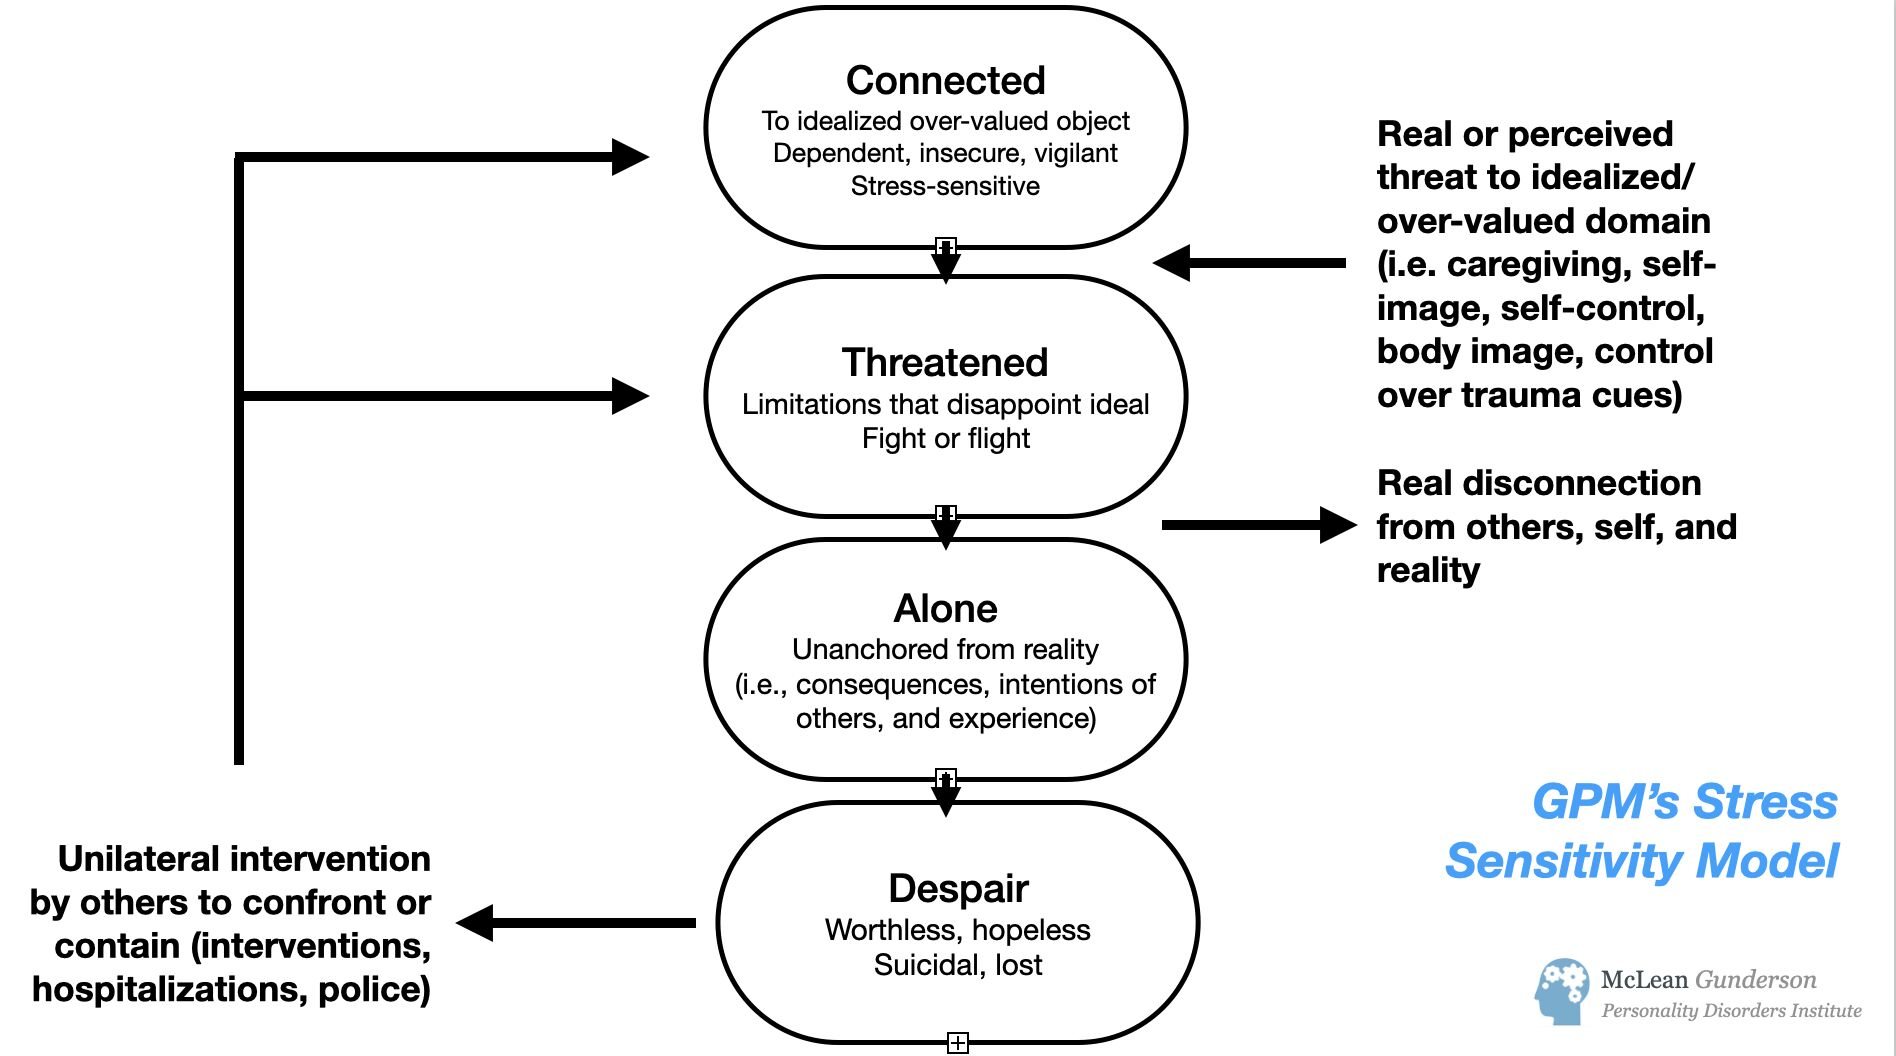 Connected
To idealized over-valued object
Dependent, insecure, vigilant
Stress-sensitive
Real or perceived
threat to idealized/
over-valued domain
(i.e. caregiving, self-
image, self-control,
body image, control
over trauma cues)
Threatened
Limitations that disappoint ideal
Fight or flight
Real disconnection
from others, self, and
reality
Alone
Unanchored from reality
(i.e., consequences, intentions of
others, and experience)
Despair
Worthless, hopeless
Suicidal, lost
Unilateral intervention
by others to confront or
contain (interventions,
hospitalizations, police)
GPM’s Stress
Sensitivity Model
McLean Gunderson
Personality Disorders Institute